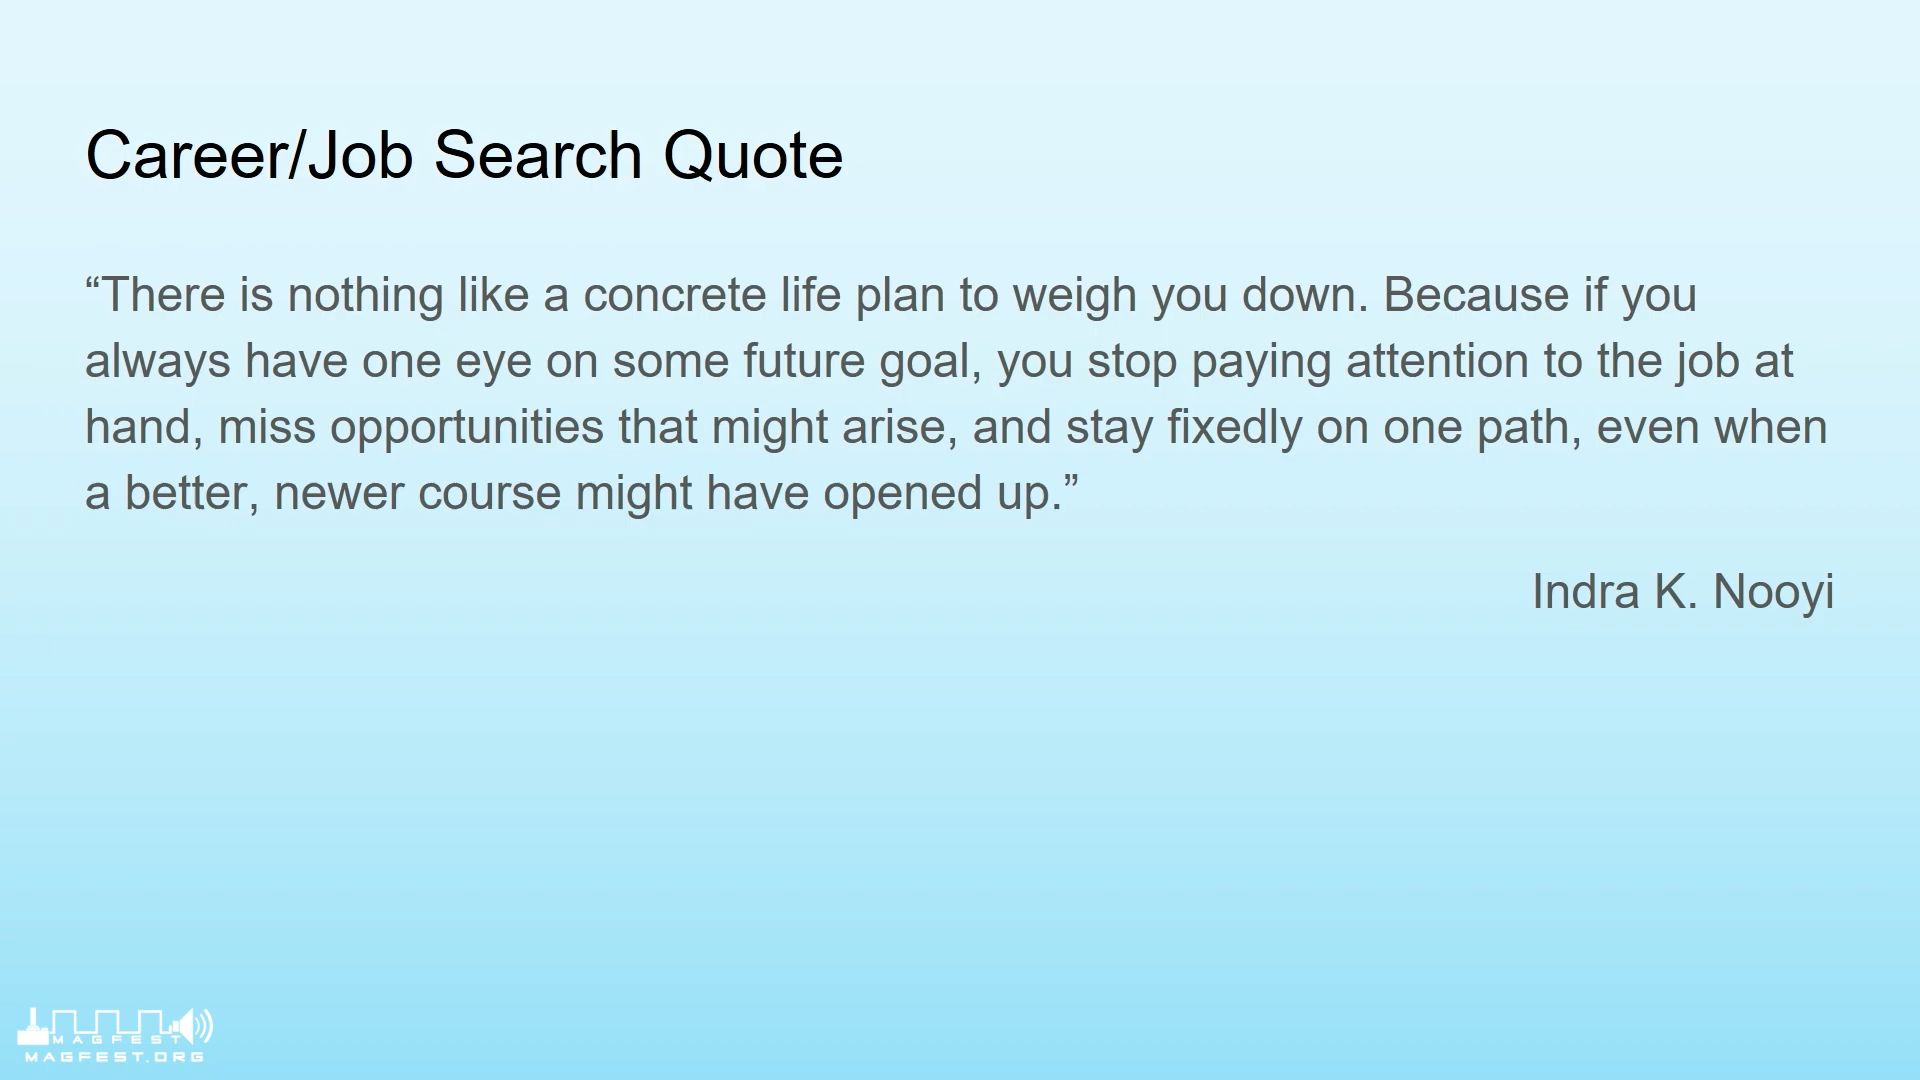 Career/Job Search Quote
“There is nothing like a concrete life plan to weigh you down. Because if you
always have one eye on some future goal, you stop paying attention to the job at
hand, miss opportunities that might arise, and stay fixedly on one path, even when
a better, newer course might have opened up.”
Indra K. Nooyi
MAGFEST
MAGFEST.ORG